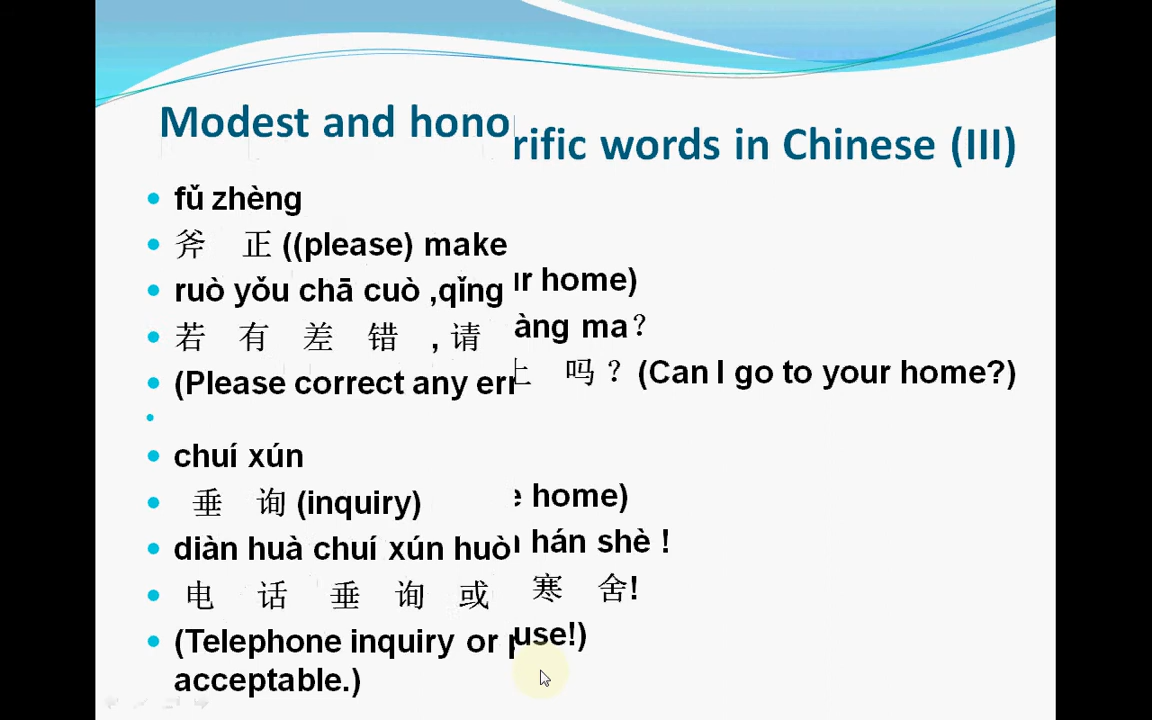 Modest and hono
rific words in Chinese (III)
fǔ zhèng
斧 正 ((please) make
ruò yǒu chā cuò ,qǐng
ur home)
若 有 差 错 , 请
àng ma？
(Please correct any err
上 吗？(Can I go to your home?)
chuí xún
垂 询 (inquiry)
home)
diàn huà chuí xún huò
hán shè !
电 话 垂 询 或
寒 舍!
(Telephone inquiry or
use!)
acceptable.)